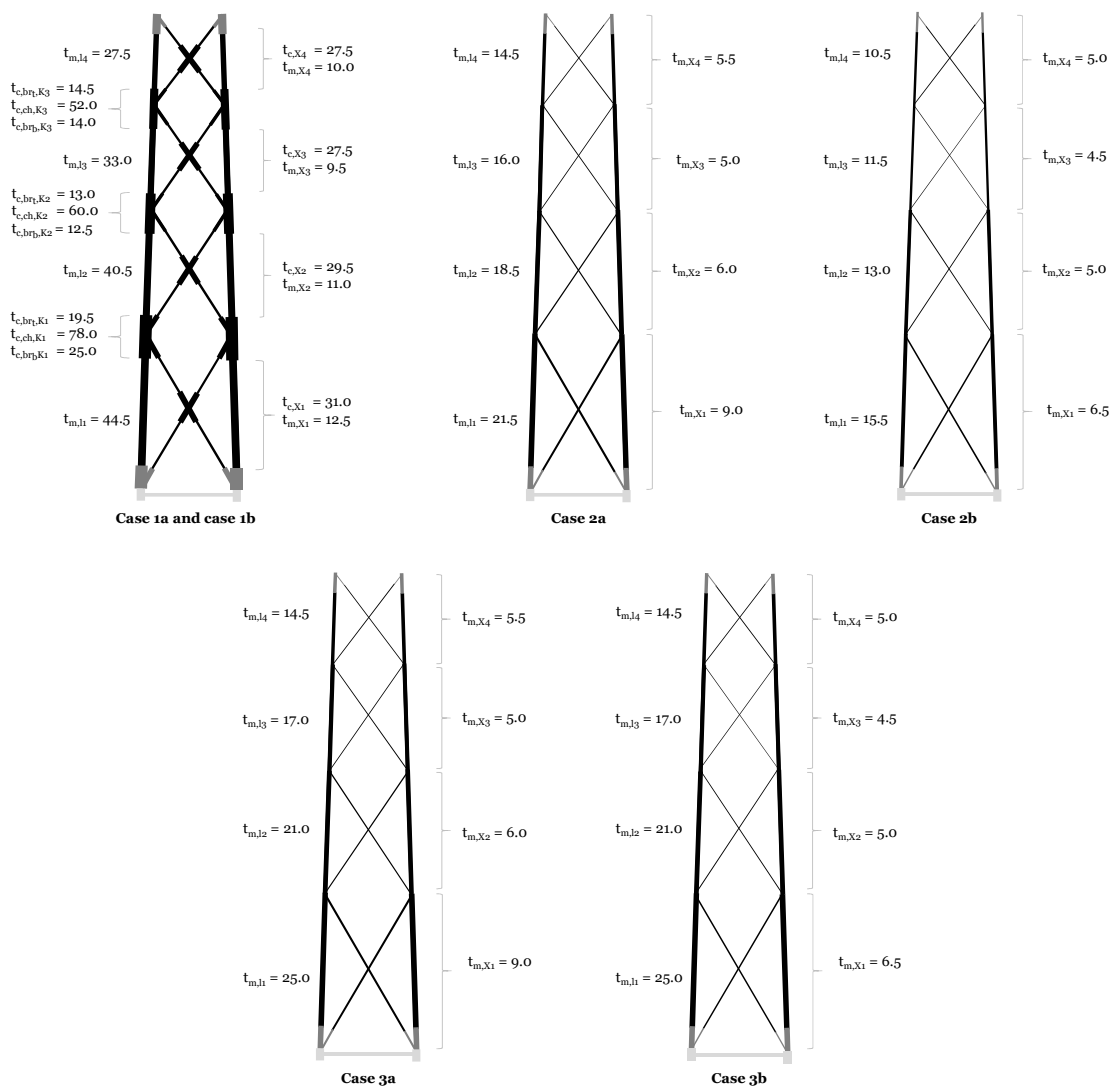 t_m,l4 = 27.5
t_c,X4 = 27.5
t_m,X4 = 10.0
t_c,br_t,K3 = 14.5
t_c,ch,K3 = 52.0
t_c,br_b,K3 = 14.0
t_m,l3 = 33.0
t_c,X3 = 27.5
t_m,X3 = 9.5
t_c,br_t,K2 = 13.0
t_c,ch,K2 = 60.0
t_c,br_b,K2 = 12.5
t_m,l2 = 40.5
t_c,X2 = 29.5
t_m,X2 = 11.0
t_c,br_t,K1 = 19.5
t_c,ch,K1 = 78.0
t_c,br_bK1 = 25.0
t_m,l1 = 44.5
t_c,X1 = 31.0
t_m,X1 = 12.5
Case 1a and case 1b
t_m,l4 = 14.5
t_m,X4 = 5.5
t_m,l3 = 16.0
t_m,X3 = 5.0
t_m,l2 = 18.5
t_m,X2 = 6.0
t_m,l1 = 21.5
t_m,X1 = 9.0
Case 2a
t_m,l4 = 10.5
t_m,X4 = 5.0
t_m,l3 = 11.5
t_m,X3 = 4.5
t_m,l2 = 13.0
t_m,X2 = 5.0
t_m,l1 = 15.5
t_m,X1 = 6.5
Case 2b
t_m,l4 = 14.5
t_m,X4 = 5.5
t_m,l3 = 17.0
t_m,X3 = 5.0
t_m,l2 = 21.0
t_m,X2 = 6.0
t_m,l1 = 25.0
t_m,X1 = 9.0
Case 3a
t_m,l4 = 14.5
t_m,X4 = 5.0
t_m,l3 = 17.0
t_m,X3 = 4.5
t_m,l2 = 21.0
t_m,X2 = 5.0
t_m,l1 = 25.0
t_m,X1 = 6.5
Case 3b